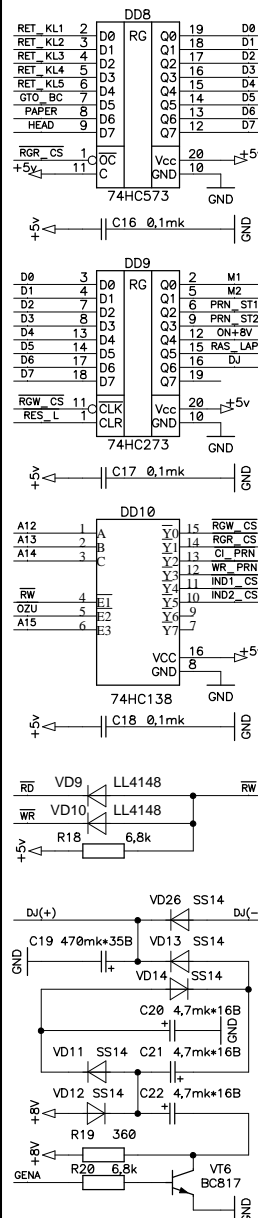 DD8
RET_KL1 2 D0 RG Q0 19 D0
RET_KL2 3 D1 Q1 18 D1
RET_KL3 4 D2 Q2 17 D2
RET_KL4 5 D3 Q3 16 D3
RET_KL5 6 D4 Q4 15 D4
GTO_BC 7 D5 Q5 14 D5
PAPER 8 D6 Q6 13 D6
HEAD 9 D7 Q7 12 D7
RGR_CS 1 OC Vcc 20 +5v
+5v 11 C GND 10
GND
74HC573
+5v C16 0,1mk GND
DD9
D0 3 D0 RG Q0 2 M1
D1 4 D1 Q1 5 M2
D2 7 D2 Q2 6 PRN_ST1
D3 8 D3 Q3 9 PRN_ST2
D4 13 D4 Q4 12 ON+8V
D5 14 D5 Q5 15 RAS_LAP
D6 17 D6 Q6 16 DJ
D7 18 D7 Q7 19
RGW_CS 11 CLK Vcc 20 +5v
RES_L 1 CLR GND 10
GND
74HC273
+5v C17 0,1mk GND
DD10
A12 1 A Y0 15 RGW_CS
A13 2 B Y1 14 RGR_CS
A14 3 C Y2 13 CI_PRN
Y3 12 WR_PRN
Y4 11 IND1_CS
RW 4 E1 Y5 10 IND2_CS
OZU 5 E2 Y6 9
A15 6 E3 Y7 7
VCC 16 +5v
GND 8
GND
74HC138
+5v C18 0,1mk GND
RD VD9 LL4148 RW
WR VD10 LL4148
+5v R18 6,8k
VD26 SS14
DJ(+) DJ(-
C19 470mk*35B VD13 SS14
GND + VD14 SS14
C20 4,7mk*16B
+ GND
VD11 SS14 C21 4,7mk*16B
+
VD12 SS14 C22 4,7mk*16B
+8V +
+8V R19 360
GENA R20 6,8k VT6
BC817
GND